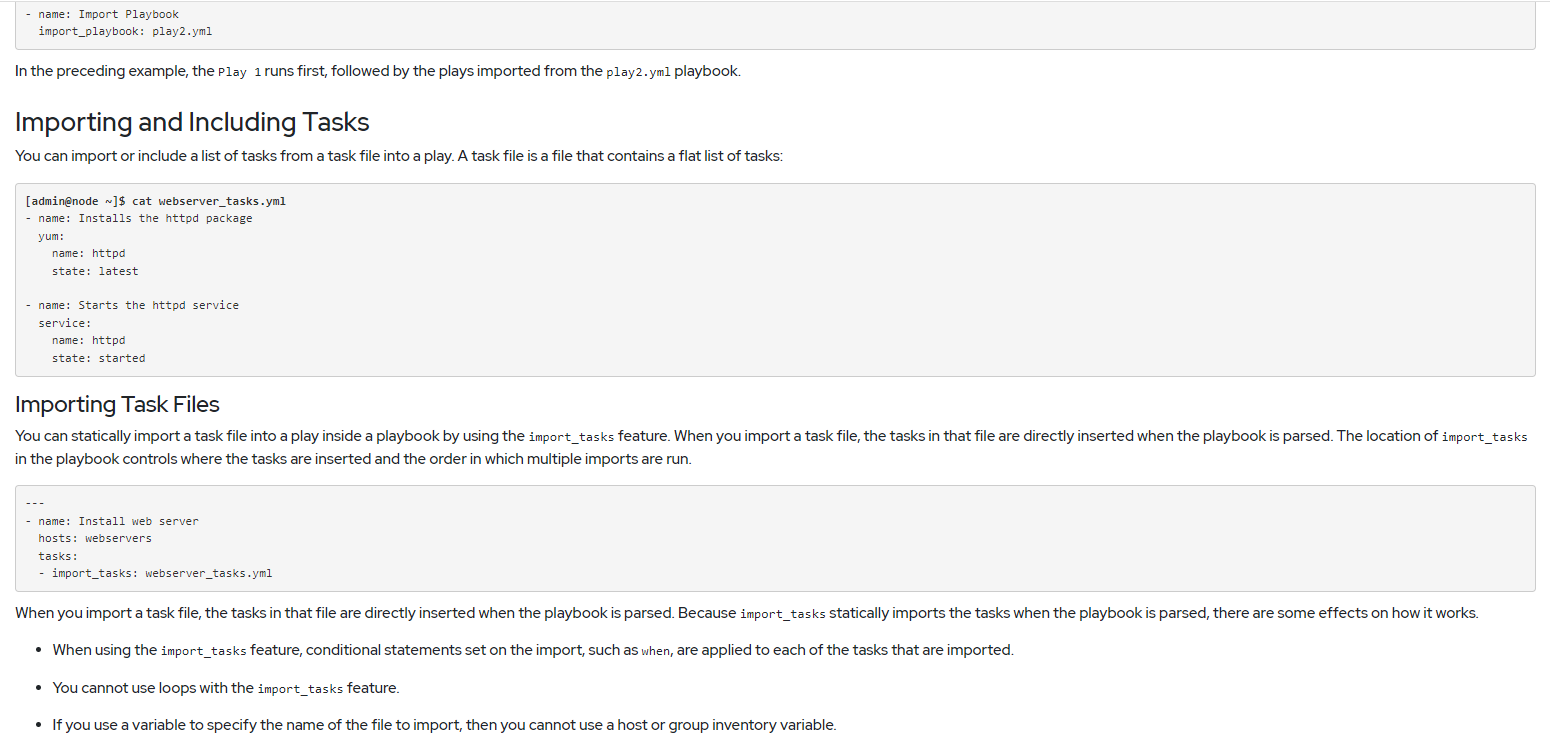 - name: Import Playbook
  import_playbook: play2.yml
In the preceding example, the Play 1 runs first, followed by the plays imported from the play2.yml playbook.
Importing and Including Tasks
You can import or include a list of tasks from a task file into a play. A task file is a file that contains a flat list of tasks:
[admin@node ~]$ cat webserver_tasks.yml
- name: Installs the httpd package
  yum:
    name: httpd
    state: latest
- name: Starts the httpd service
  service:
    name: httpd
    state: started
Importing Task Files
You can statically import a task file into a play inside a playbook by using the import_tasks feature. When you import a task file, the tasks in that file are directly inserted when the playbook is parsed. The location of import_tasks
in the playbook controls where the tasks are inserted and the order in which multiple imports are run.
---
- name: Install web server
  hosts: webservers
  tasks:
  - import_tasks: webserver_tasks.yml
When you import a task file, the tasks in that file are directly inserted when the playbook is parsed. Because import_tasks statically imports the tasks when the playbook is parsed, there are some effects on how it works.
• When using the import_tasks feature, conditional statements set on the import, such as when, are applied to each of the tasks that are imported.
• You cannot use loops with the import_tasks feature.
• If you use a variable to specify the name of the file to import, then you cannot use a host or group inventory variable.